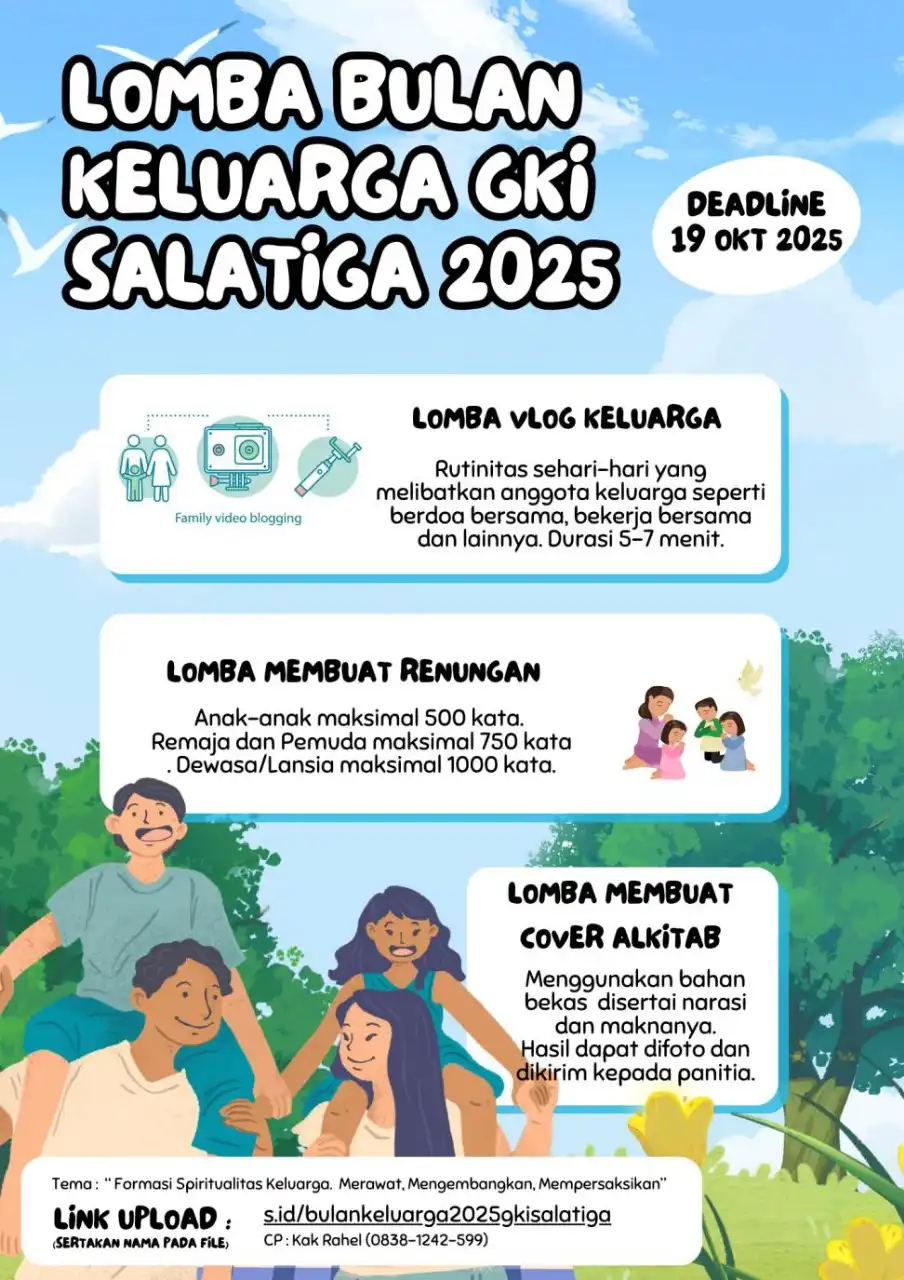 LOMBA BULAN
KELUARGA GKI
SALATIGA 2025
DEADLINE
19 OKT 2025
LOMBA VLOG KELUARGA
Rutinitas sehari-hari yang
melibatkan anggota keluarga seperti
berdoa bersama, bekerja bersama
dan lainnya. Durasi 5-7 menit.
Family video blogging
LOMBA MEMBUAT RENUNGAN
Anak-anak maksimal 500 kata.
Remaja dan Pemuda maksimal 750 kata
. Dewasa/Lansia maksimal 1000 kata.
LOMBA MEMBUAT
COVER ALKITAB
Menggunakan bahan
bekas disertai narasi
dan maknanya.
Hasil dapat difoto dan
dikirim kepada panitia.
Tema : " Formasi Spiritualitas Keluarga. Merawat, Mengembangkan, Mempersaksikan"
LINK UPLOAD :
(SERTAKAN NAMA PADA FILE)
s.id/bulankeluarga2025gkisalatiga
CP : Kak Rahel (0838-1242-599)